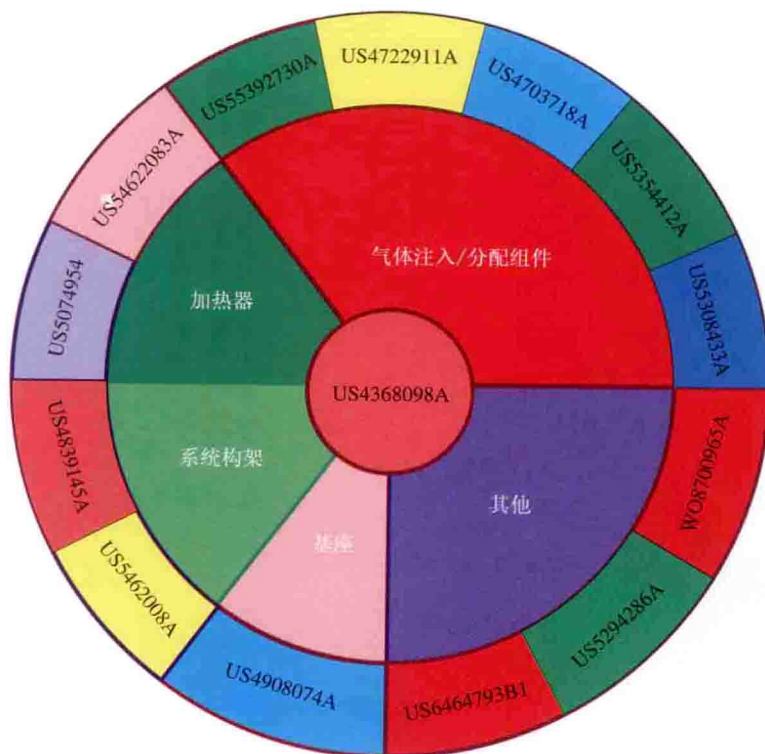 US55392730A
US4722911A
US4703718A
US5354412A
US5308433A
US54622083A
US5074954
US4839145A
US5462008A
US4908074A
US6464793B1
US5294286A
WO8700965A
气体注入/分配组件
加热器
系统构架
基座
其他
US4368098A